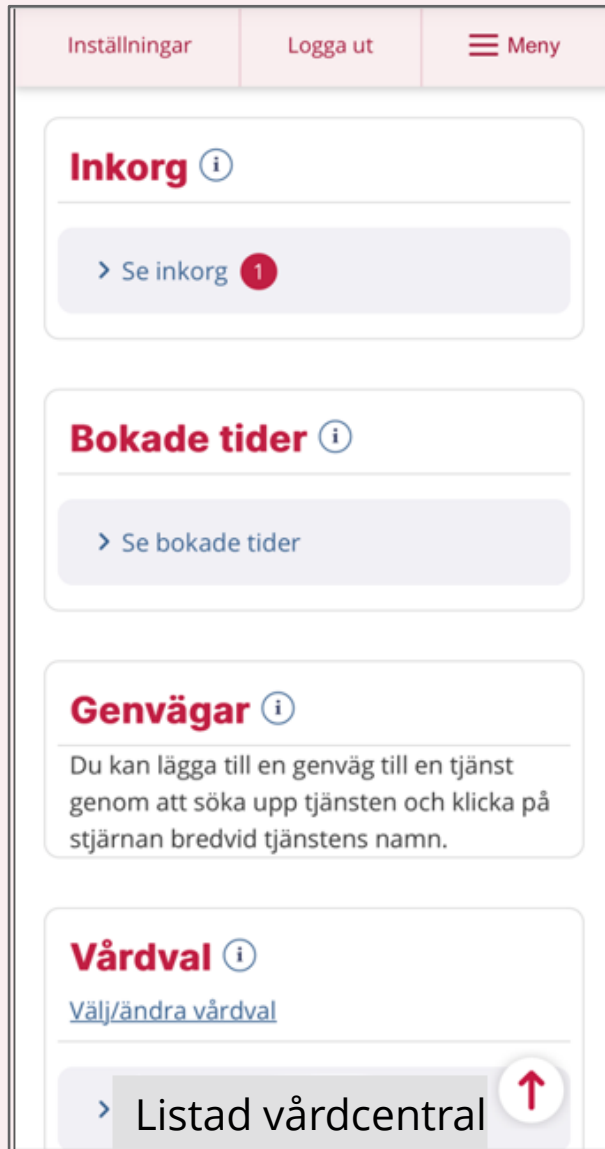 Inställningar
Logga ut
Meny
Inkorg
Se inkorg 1
Bokade tider
Se bokade tider
Genvägar
Du kan lägga till en genväg till en tjänst
genom att söka upp tjänsten och klicka på
stjärnan bredvid tjänstens namn.
Vårdval
Välj/ändra vårdval
Listad vårdcentral